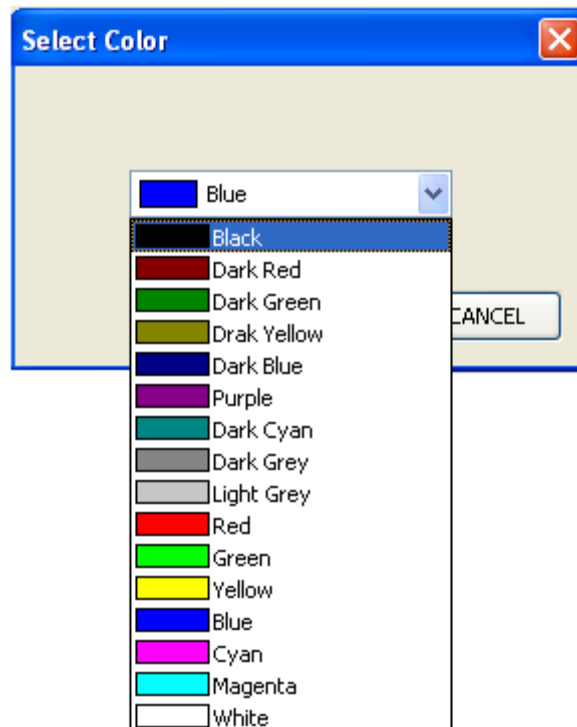 Select Color
Blue
Black
Dark Red
Dark Green
Drak Yellow
CANCEL
Dark Blue
Purple
Dark Cyan
Dark Grey
Light Grey
Red
Green
Yellow
Blue
Cyan
Magenta
White